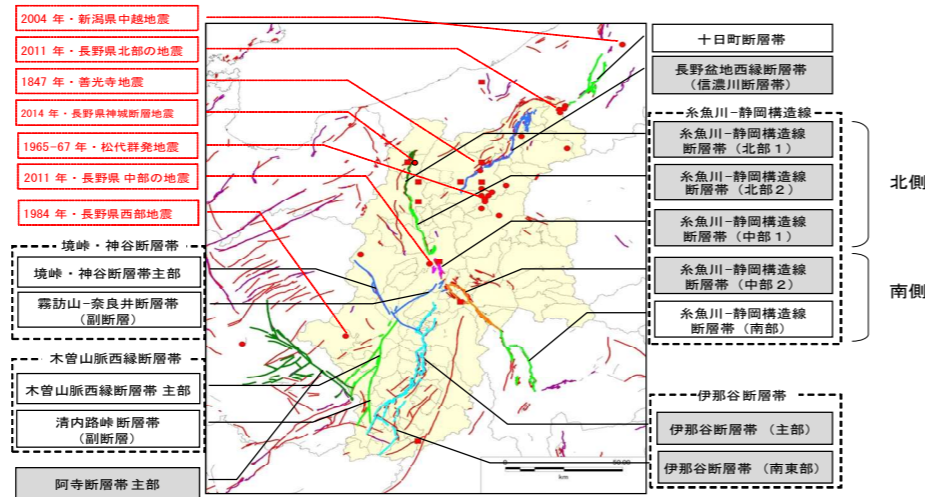 2004 年・新潟県中越地震
2011 年・長野県北部の地震
1847 年・善光寺地震
2014 年・長野県神城断層地震
1965-67 年・松代群発地震
2011 年・長野県 中部の地震
1984 年・長野県西部地震
境峠・神谷断層帯
境峠・神谷断層帯主部
霧訪山−奈良井断層帯
(副断層)
木曽山脈西縁断層帯
木曽山脈西縁断層帯 主部
清内路峠断層帯
(副断層)
阿寺断層帯主部
十日町断層帯
長野盆地西縁断層帯
(信濃川断層帯)
糸魚川−静岡構造線
糸魚川−静岡構造線
断層帯（北部１）
糸魚川−静岡構造線
断層帯（北部２）
糸魚川−静岡構造線
断層帯（中部１）
北側
糸魚川−静岡構造線
断層帯（中部２）
糸魚川−静岡構造線
断層帯（南部）
南側
伊那谷断層帯
伊那谷断層帯 （主部）
伊那谷断層帯 （南東部）
km